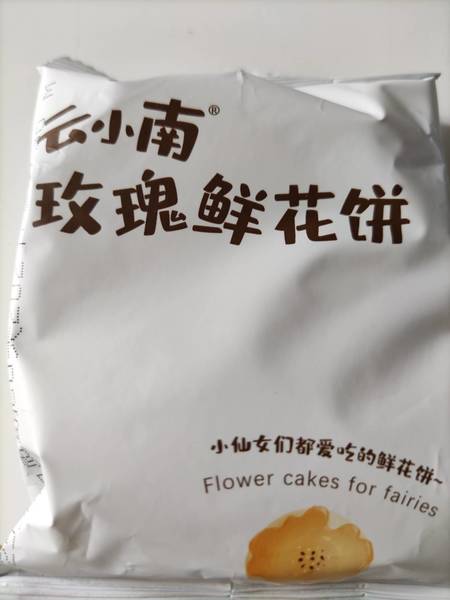 云小南®
玫瑰鲜花饼
小仙女们都爱吃的鲜花饼~
Flower cakes for fairies